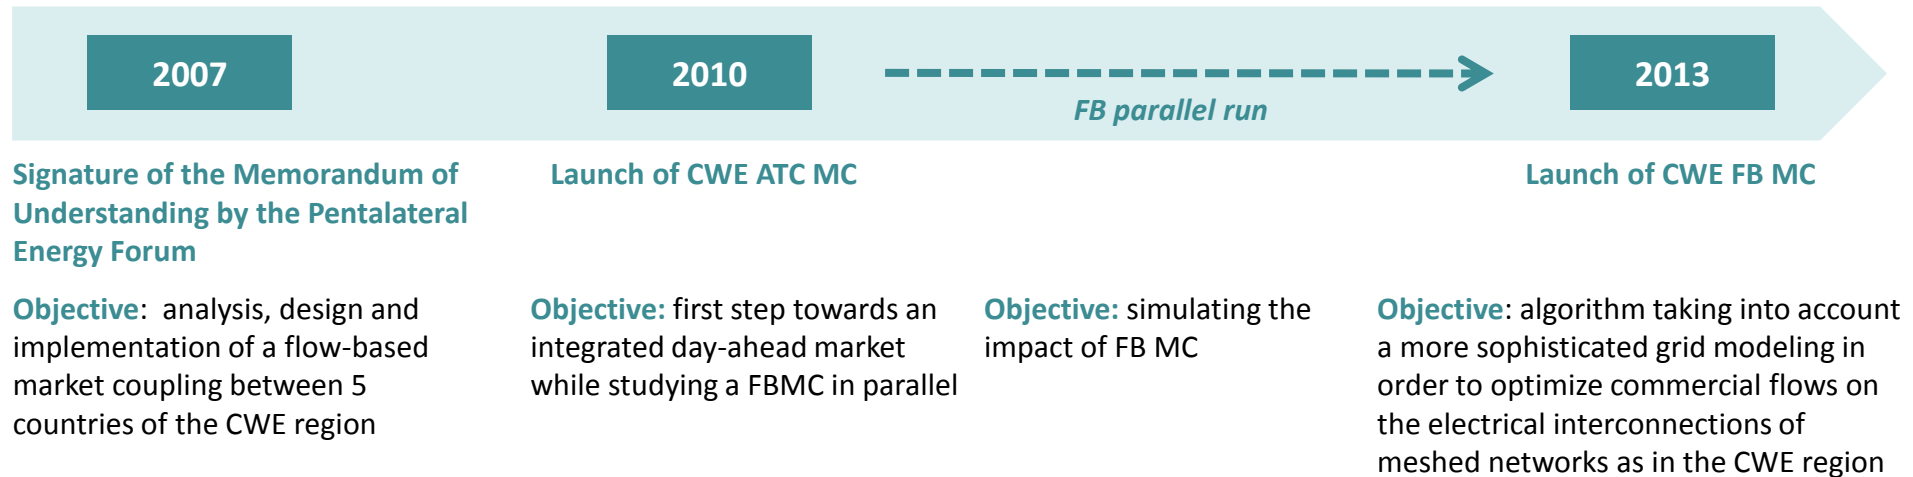 2007
2010
FB parallel run
2013
Signature of the Memorandum of
Understanding by the Pentalateral
Energy Forum
Launch of CWE ATC MC
Launch of CWE FB MC
Objective:  analysis, design and
implementation of a flow-based
market coupling between 5
countries of the CWE region
Objective: first step towards an
integrated day-ahead market
while studying a FBMC in parallel
Objective: simulating the
impact of FB MC
Objective: algorithm taking into account
a more sophisticated grid modeling in
order to optimize commercial flows on
the electrical interconnections of
meshed networks as in the CWE region